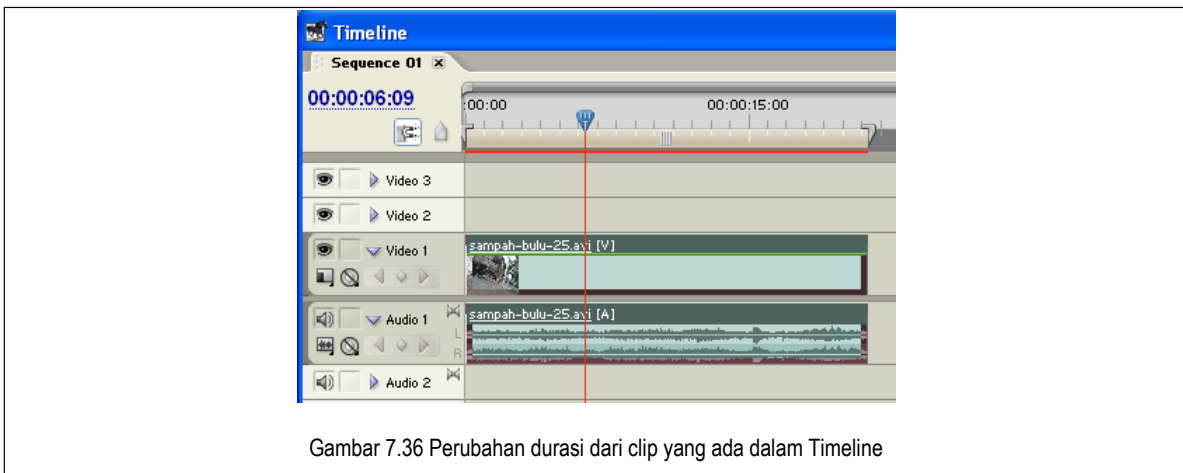 Timeline
Sequence 01
00:00:06:09
:00:00 00:00:15:00
Video 3
Video 2
Video 1
sampah-bulu-25.avi [V]
Audio 1
sampah-bulu-25.avi [A]
L
R
Audio 2
Gambar 7.36 Perubahan durasi dari clip yang ada dalam Timeline